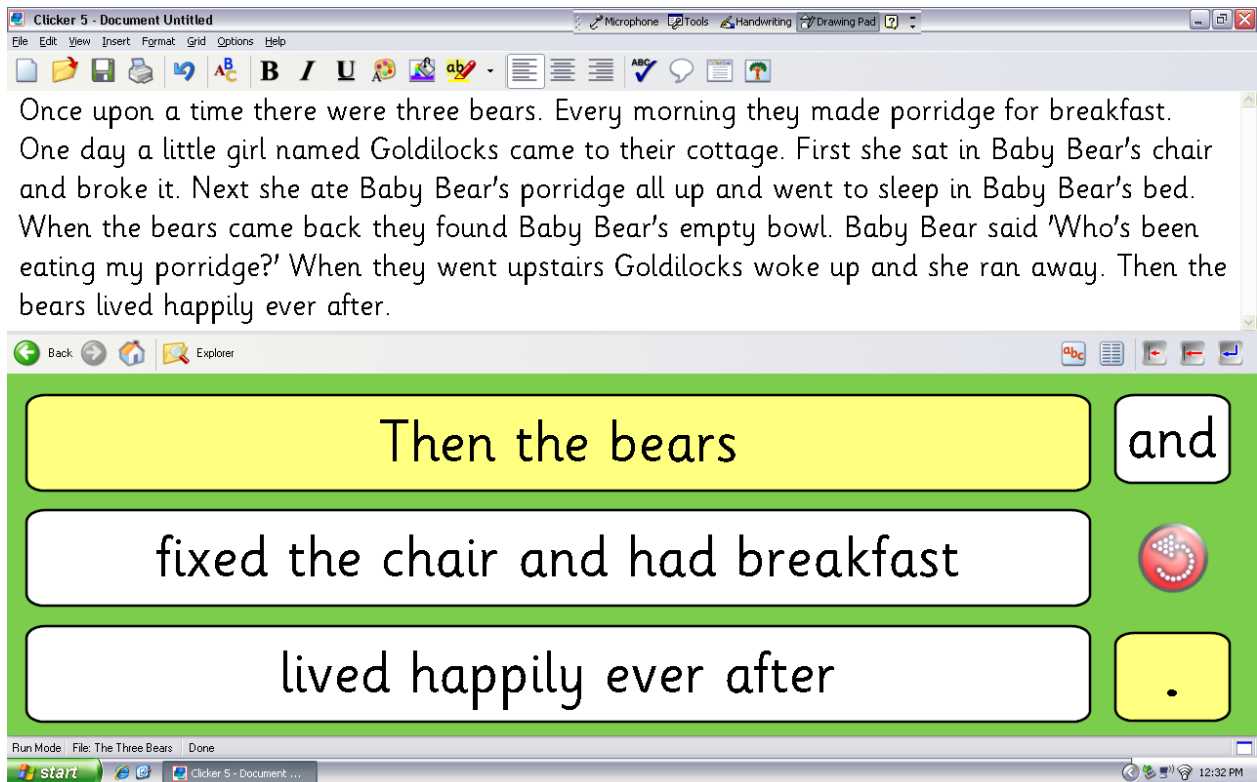 Clicker 5 - Document Untitled
Microphone Tools Handwriting Drawing Pad ?
File Edit View Insert Format Grid Options Help
ABC B I U ab ABC
Once upon a time there were three bears. Every morning they made porridge for breakfast.
One day a little girl named Goldilocks came to their cottage. First she sat in Baby Bear's chair
and broke it. Next she ate Baby Bear's porridge all up and went to sleep in Baby Bear's bed.
When the bears came back they found Baby Bear's empty bowl. Baby Bear said 'Who's been
eating my porridge?' When they went upstairs Goldilocks woke up and she ran away. Then the
bears lived happily ever after.
Back Explorer abc
Then the bears and
fixed the chair and had breakfast
lived happily ever after .
Run Mode File: The Three Bears Done
start Clicker 5 - Document ... 12:32 PM